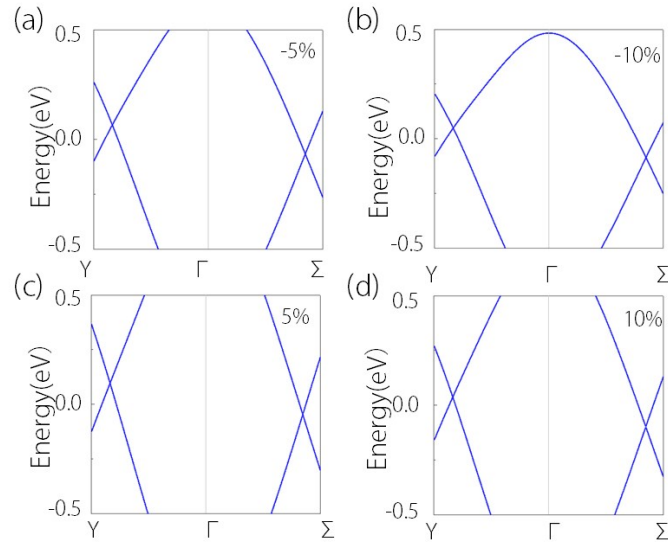 (a)
(b)
0.5
-5%
0.0
-0.5
Energy(eV)
Y
Γ
Σ
0.5
-10%
0.0
-0.5
Energy(eV)
Y
Γ
Σ
(c)
(d)
0.5
5%
0.0
-0.5
Energy(eV)
Y
Γ
Σ
0.5
10%
0.0
-0.5
Energy(eV)
Y
Γ
Σ